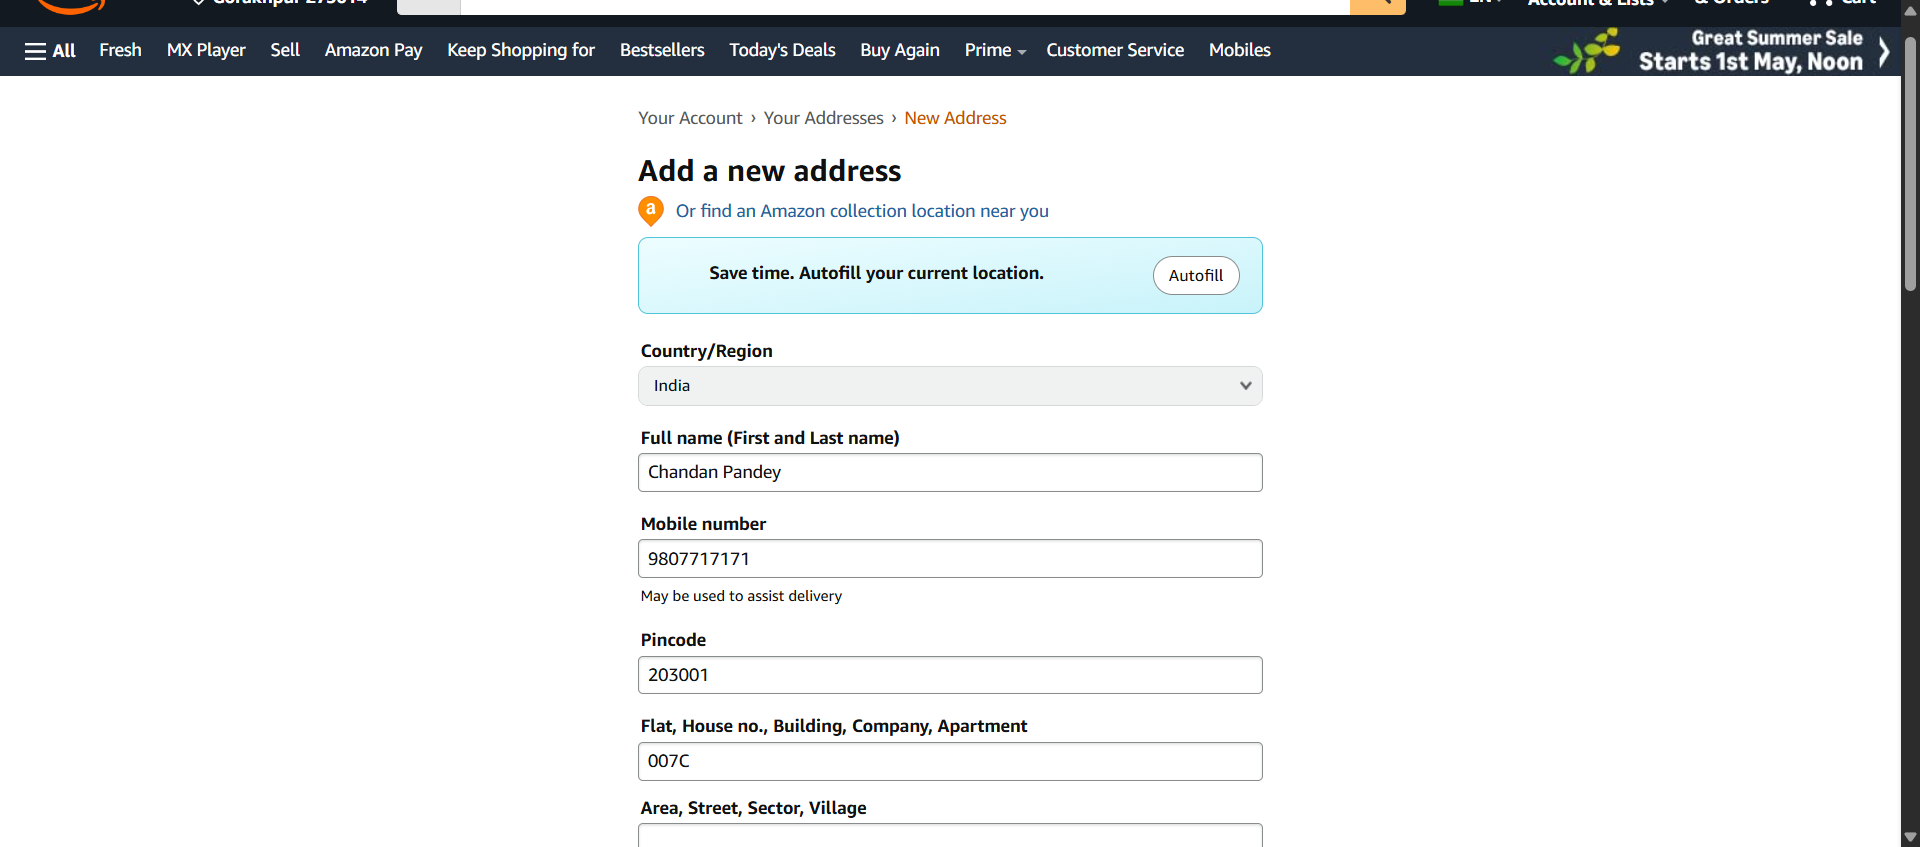 Gorakhpur 273014
EN
Account & Lists
& Orders
Cart
All
Fresh
MX Player
Sell
Amazon Pay
Keep Shopping for
Bestsellers
Today's Deals
Buy Again
Prime
Customer Service
Mobiles
Great Summer Sale
Starts 1st May, Noon
Your Account › Your Addresses › New Address
Add a new address
a
Or find an Amazon collection location near you
Save time. Autofill your current location.
Autofill
Country/Region
India
Full name (First and Last name)
Chandan Pandey
Mobile number
9807717171
May be used to assist delivery
Pincode
203001
Flat, House no., Building, Company, Apartment
007C
Area, Street, Sector, Village